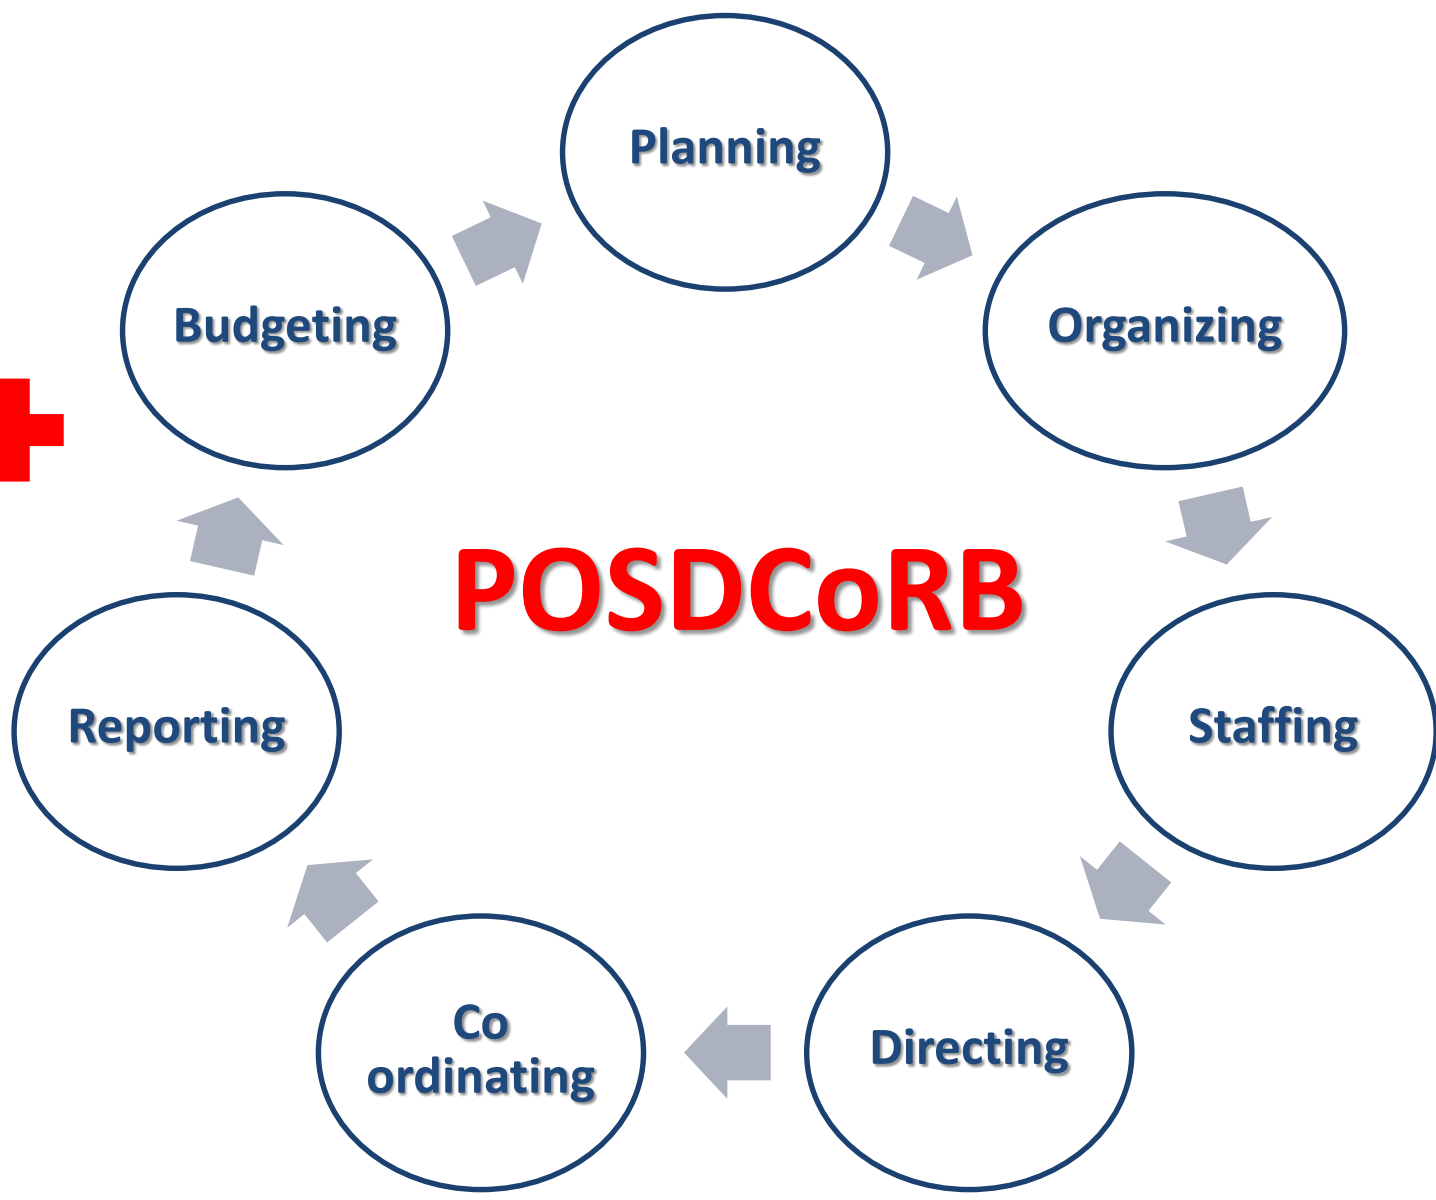 Planning
Organizing
Staffing
Directing
Co
ordinating
Reporting
Budgeting
POSDCoRB